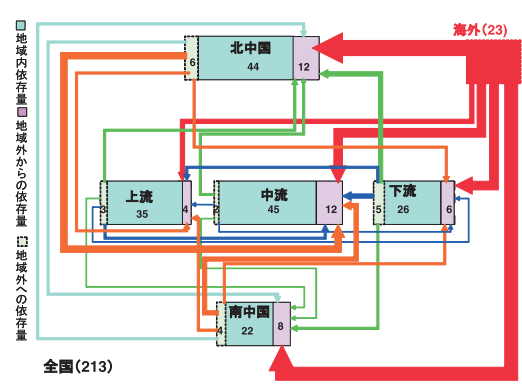 海外(23)
地域内依存量
地域外からの依存量
地域外への依存量
北中国
6
44
12
上流
3
35
4
中流
2
45
12
下流
5
26
6
南中国
4
22
8
全国(213)